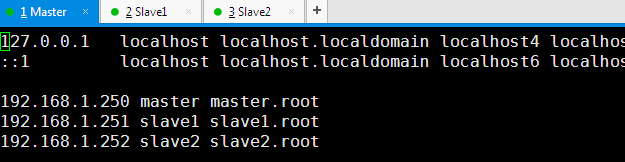 1 Master × 2 Slave1 × 3 Slave2 × +
127.0.0.1 localhost localhost.localdomain localhost4
::1 localhost localhost.localdomain localhost6
192.168.1.250 master master.root
192.168.1.251 slave1 slave1.root
192.168.1.252 slave2 slave2.root